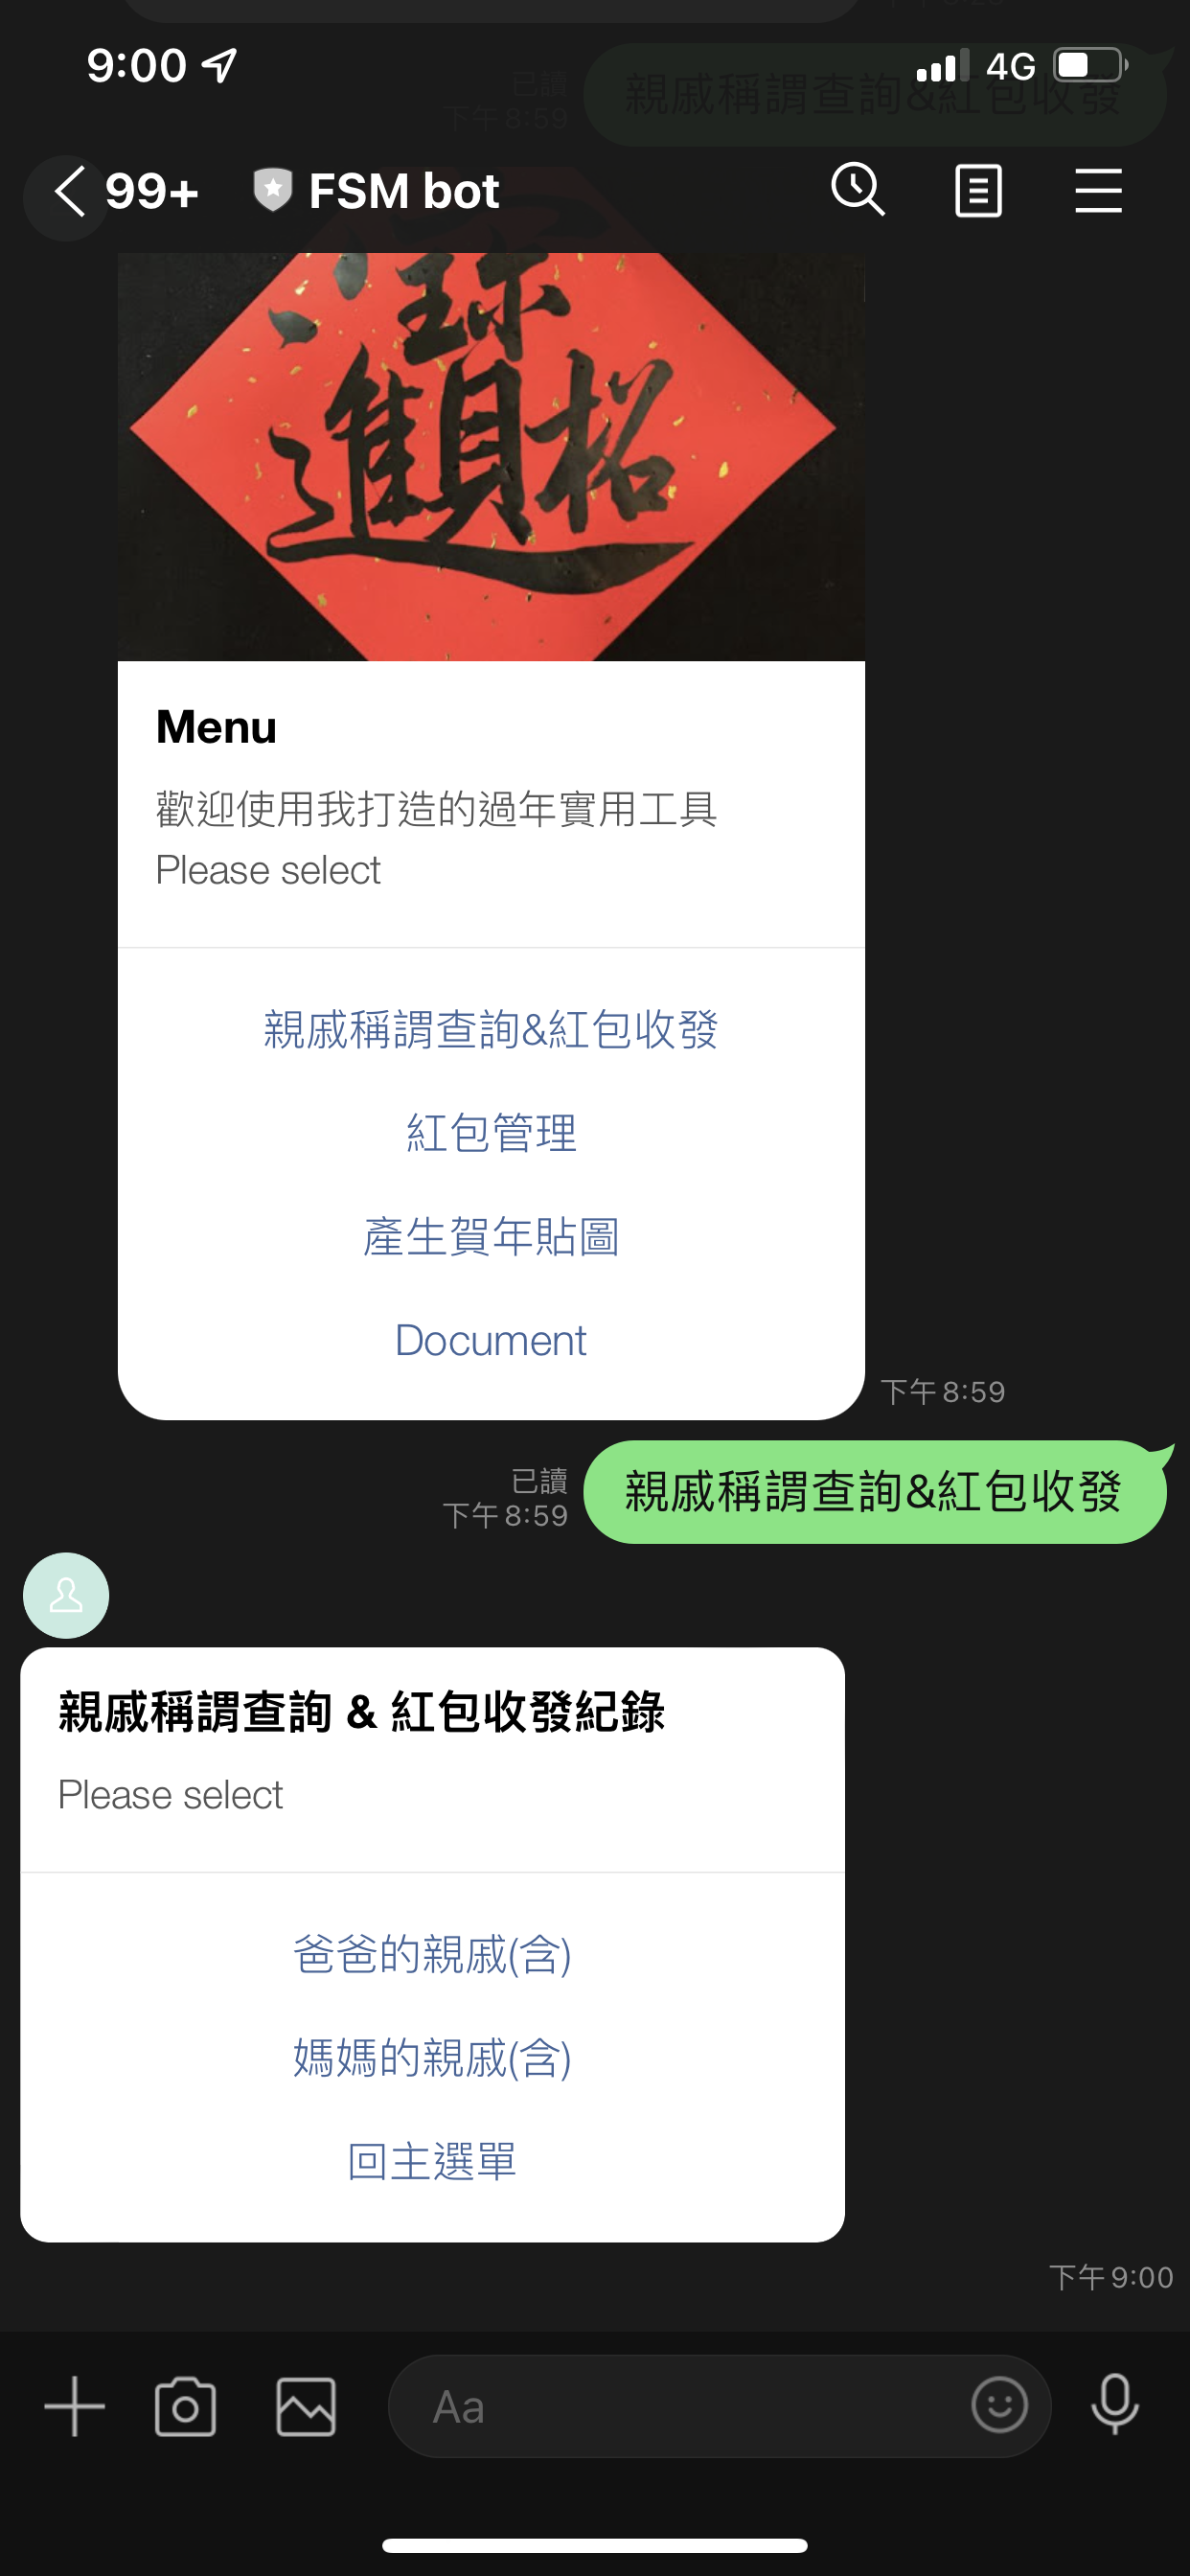 9:00
4G
已讀
下午 8:59
親戚稱謂查詢&紅包收發
99+
FSM bot
Menu
歡迎使用我打造的過年實用工具
Please select
親戚稱謂查詢&紅包收發
紅包管理
產生賀年貼圖
Document
下午 8:59
已讀
下午 8:59
親戚稱謂查詢&紅包收發
親戚稱謂查詢 & 紅包收發紀錄
Please select
爸爸的親戚(含)
媽媽的親戚(含)
回主選單
下午 9:00
Aa